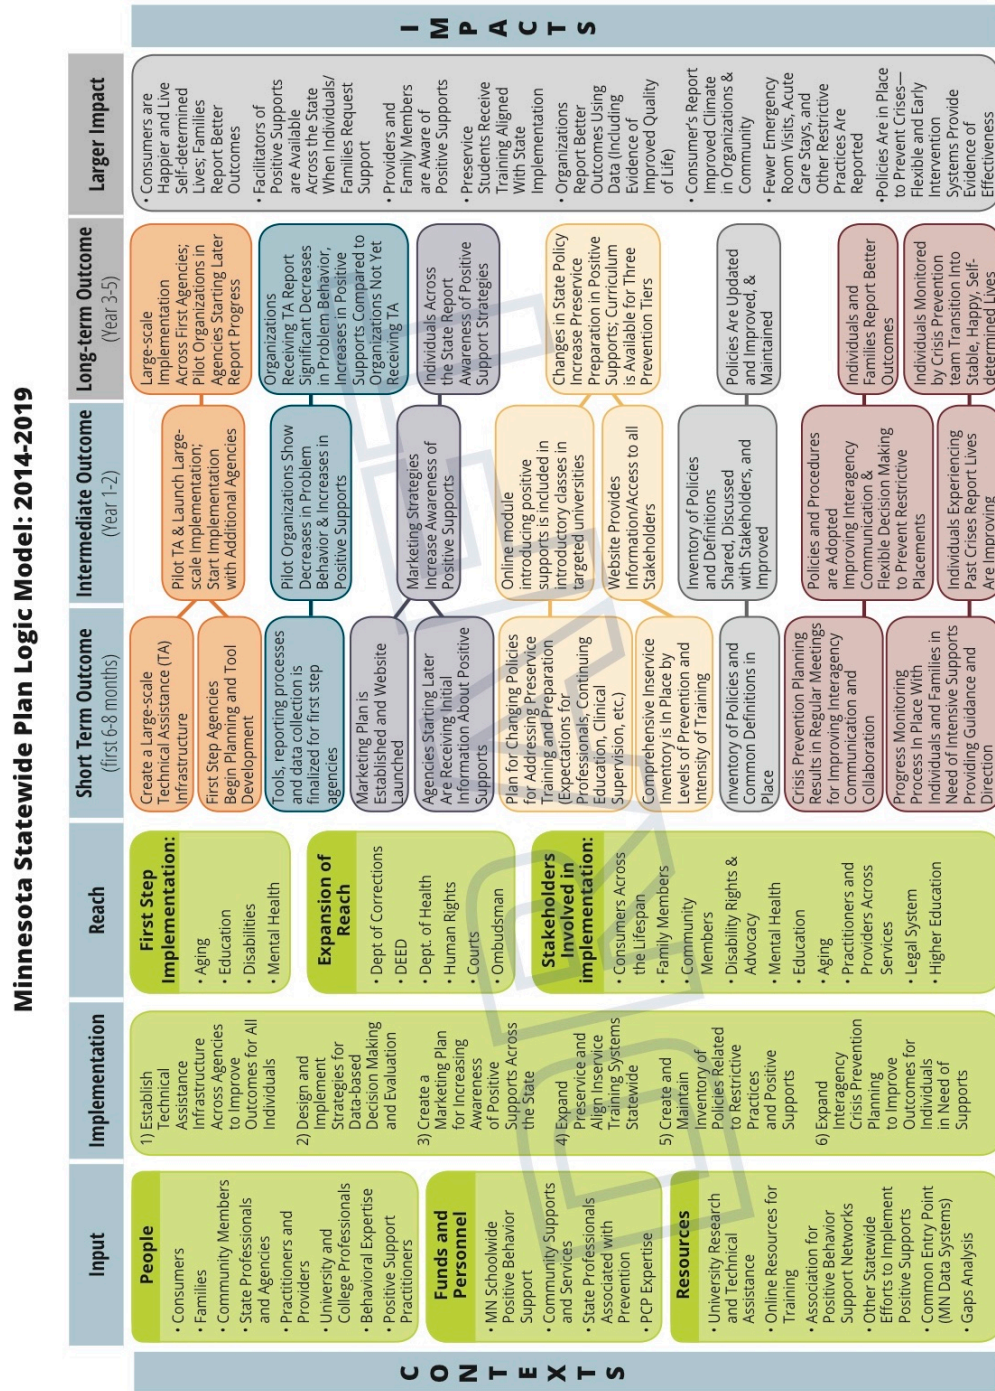 Minnesota Statewide Plan Logic Model: 2014-2019
CONTEXTS
Input
People
• Consumers
• Families
• Community Members
• State Professionals
and Agencies
• Practitioners and
Providers
• University and
College Professionals
• Behavioral Expertise
• Positive Support
Practitioners
Funds and
Personnel
• MN Schoolwide
Positive Behavior
Support
• Community Supports
and Services
• State Professionals
Associated with
Prevention
• PCP Expertise
Resources
• University Research
and Technical
Assistance
• Online Resources for
Training
• Association for
Positive Behavior
Support Networks
• Other Statewide
Efforts to Implement
Positive Supports
• Common Entry Point
(MN Data Systems)
• Gaps Analysis
Implementation
1) Establish
Technical
Assistance
Infrastructure
Across Agencies
to Improve
Outcomes for All
Individuals
2) Design and
Implement
Strategies for
Data-based
Decision Making
and Evaluation
3) Create a
Marketing Plan
for Increasing
Awareness
of Positive
Supports Across
the State
4) Expand
Preservice and
Align Inservice
Training Systems
Statewide
5) Create and
Maintain
Inventory of
Policies Related
to Restrictive
Practices
and Positive
Supports
6) Expand
Interagency
Crisis Prevention
Planning
to Improve
Outcomes for
Individuals
in Need of
Supports
Reach
First Step
Implementation:
• Aging
• Education
• Disabilities
• Mental Health
Expansion of
Reach
• Dept of Corrections
• DEED
• Dept. of Health
• Human Rights
• Courts
• Ombudsman
Stakeholders
Involved in
implementation:
• Consumers Across
the Lifespan
• Family Members
• Community
Members
• Disability Rights &
Advocacy
• Mental Health
• Education
• Aging
• Practitioners and
Providers Across
Services
• Legal System
• Higher Education
Short Term Outcome
(first 6-8 months)
Create a Large-scale
Technical Assistance (TA)
Infrastructure
First Step Agencies
Begin Planning and Tool
Development
Tools, reporting processes
and data collection is
finalized for first step
agencies
Marketing Plan is
Established and Website
Launched
Agencies Starting Later
Are Receiving Initial
Information About Positive
Supports
Plan for Changing Policies
for Addressing Preservice
Training and Preparation
(Expectations for
Professionals, Continuing
Education, Clinical
Supervision, etc.)
Comprehensive Inservice
Inventory is in Place by
Levels of Prevention and
Intensity of Training
Inventory of Policies and
Common Definitions in
Place
Crisis Prevention Planning
Results in Regular Meetings
for Improving Interagency
Communication and
Collaboration
Progress Monitoring
Process In Place With
Individuals and Families in
Need of Intensive Supports
Providing Guidance and
Direction
Intermediate Outcome
(Year 1-2)
Pilot TA & Launch Large-
scale Implementation;
Start Implementation
with Additional Agencies
Pilot Organizations Show
Decreases in Problem
Behavior & Increases in
Positive Supports
Marketing Strategies
Increase Awareness of
Positive Supports
Online module
introducing positive
supports is included in
introductory classes in
targeted universities
Website Provides
Information/Access to all
Stakeholders
Inventory of Policies
and Definitions
Shared, Discussed
with Stakeholders, and
Improved
Policies and Procedures
are Adopted
Improving Interagency
Communication &
Flexible Decision Making
to Prevent Restrictive
Placements
Individuals Experiencing
Past Crises Report Lives
Are Improving
Long-term Outcome
(Year 3-5)
Large-scale
Implementation
Across First Agencies;
Pilot Organizations in
Agencies Starting Later
Report Progress
Organizations
Receiving TA Report
Significant Decreases
in Problem Behavior,
Increases in Positive
Supports Compared to
Organizations Not Yet
Receiving TA
Individuals Across
the State Report
Awareness of Positive
Support Strategies
Changes in State Policy
Increase Preservice
Preparation in Positive
Supports; Curriculum
is Available for Three
Prevention Tiers
Policies Are Updated
and Improved, &
Maintained
Individuals and
Families Report Better
Outcomes
Individuals Monitored
by Crisis Prevention
team Transition Into
Stable, Happy, Self-
determined Lives
Larger Impact
• Consumers are
Happier and Live
Self-determined
Lives; Families
Report Better
Outcomes
• Facilitators of
Positive Supports
are Available
Across the State
When Individuals/
Families Request
Support
• Providers and
Family Members
are Aware of
Positive Supports
• Preservice
Students Receive
Training Aligned
With State
Implementation
• Organizations
Report Better
Outcomes Using
Data (Including
Evidence of
Improved Quality
of Life)
• Consumer's Report
Improved Climate
in Organizations &
Community
• Fewer Emergency
Room Visits, Acute
Care Stays, and
Other Restrictive
Practices Are
Reported
•Policies Are in Place
to Prevent Crises—
Flexible and Early
Intervention
Systems Provide
Evidence of
Effectiveness
IMPACTS
DRAFT